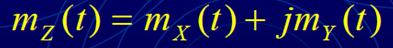 m_Z(t) = m_X(t) + jm_Y(t)